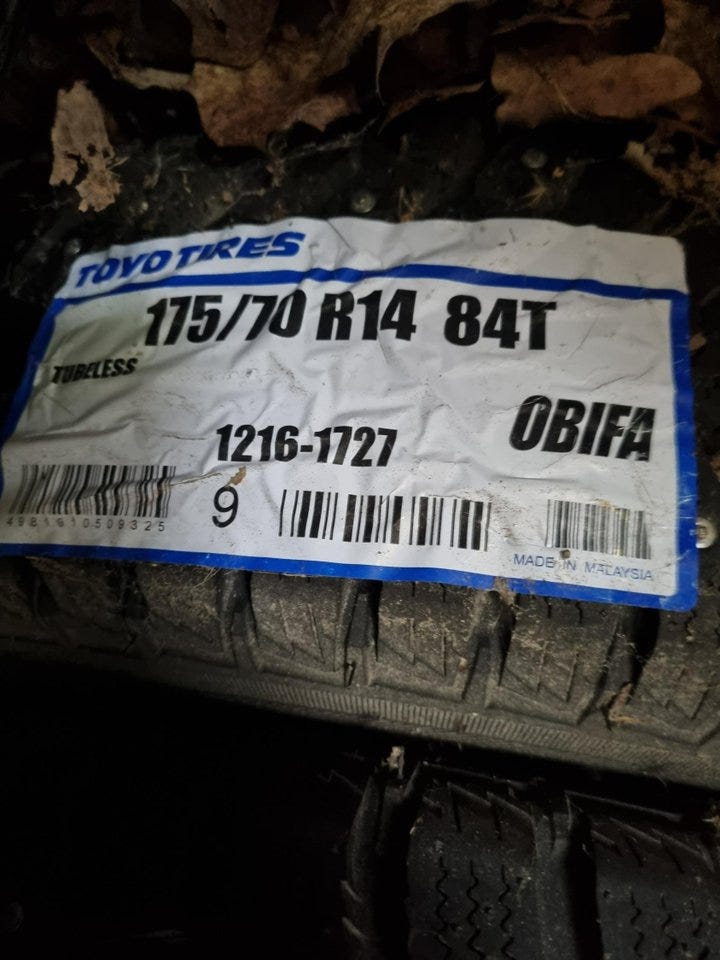 TOYO TIRES
175/70 R14 84T
TUBELESS
OBIFA
1216-1727
9
4981910509325
MADE IN MALAYSIA